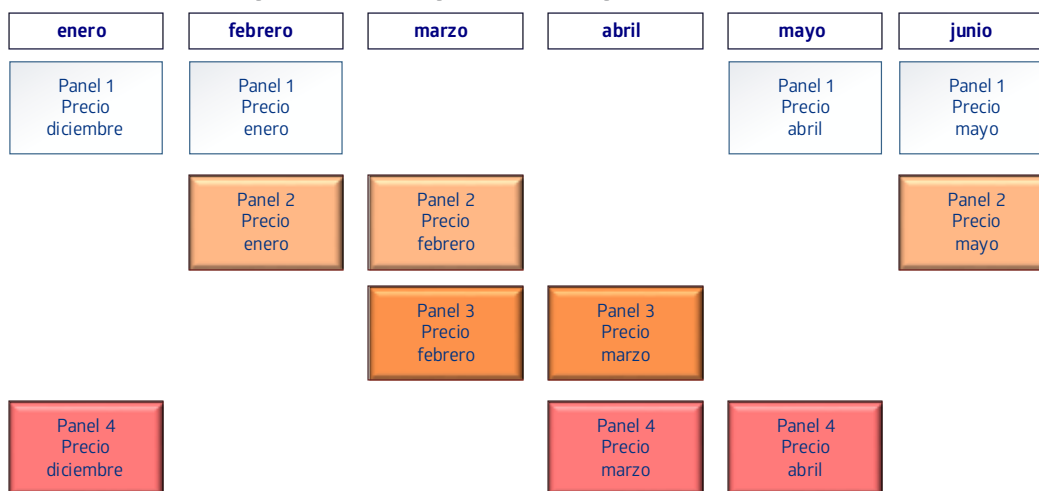 enero
febrero
marzo
abril
mayo
junio
Panel 1
Precio
diciembre
Panel 1
Precio
enero
Panel 1
Precio
abril
Panel 1
Precio
mayo
Panel 2
Precio
enero
Panel 2
Precio
febrero
Panel 2
Precio
mayo
Panel 3
Precio
febrero
Panel 3
Precio
marzo
Panel 4
Precio
diciembre
Panel 4
Precio
marzo
Panel 4
Precio
abril